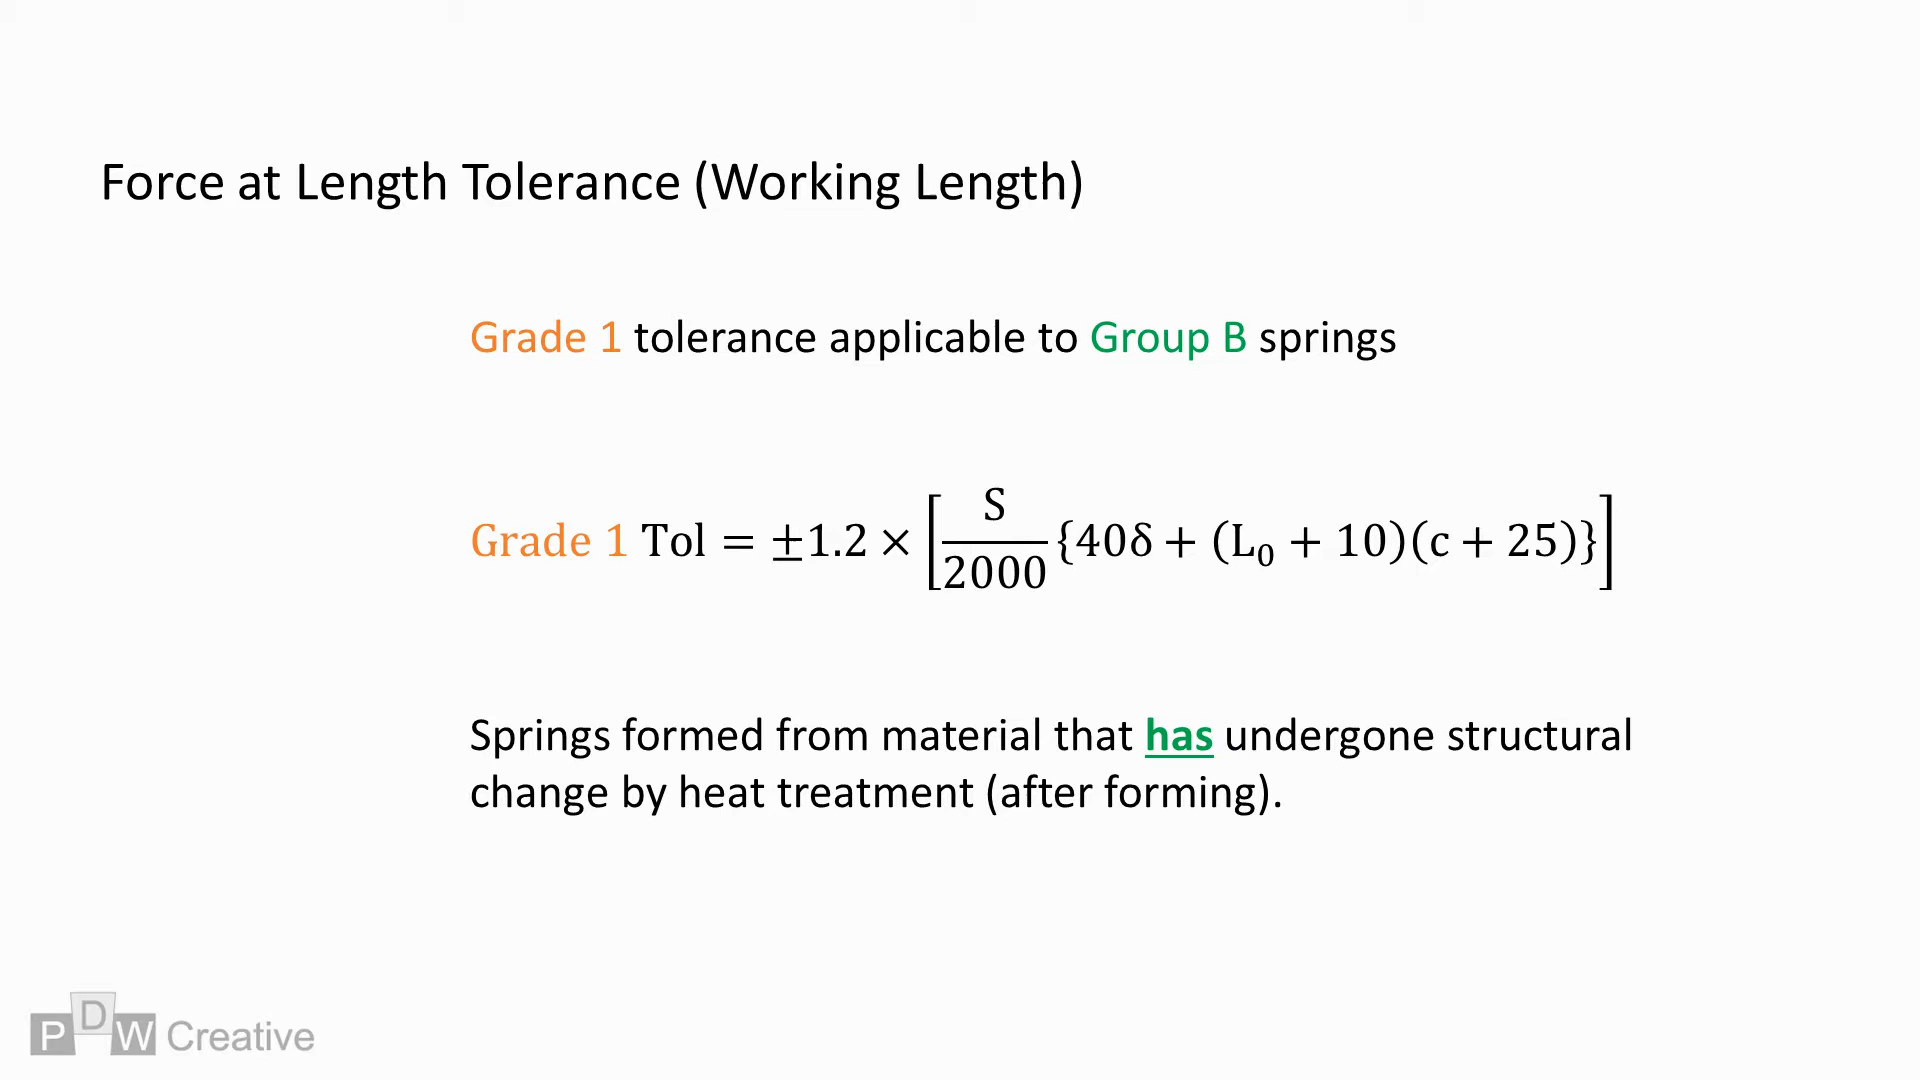 Force at Length Tolerance (Working Length)
Grade 1 tolerance applicable to Group B springs
Grade 1 Tol = ±1.2 × [S/2000 {40δ + (L₀ + 10)(c + 25)}]
Springs formed from material that has undergone structural
change by heat treatment (after forming).
PDW Creative